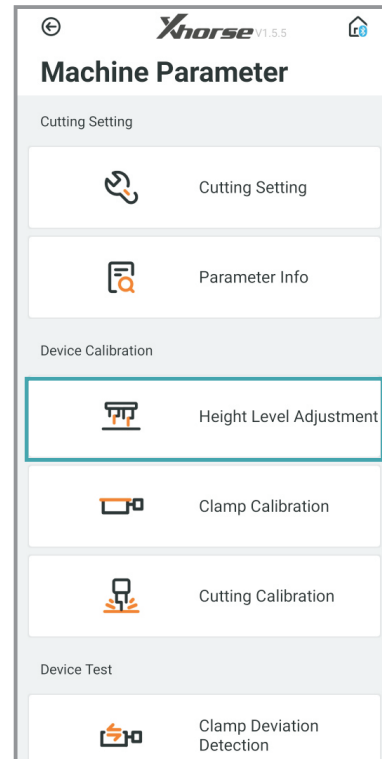 Xhorse V1.5.5
Machine Parameter
Cutting Setting
Cutting Setting
Parameter Info
Device Calibration
Height Level Adjustment
Clamp Calibration
Cutting Calibration
Device Test
Clamp Deviation
Detection